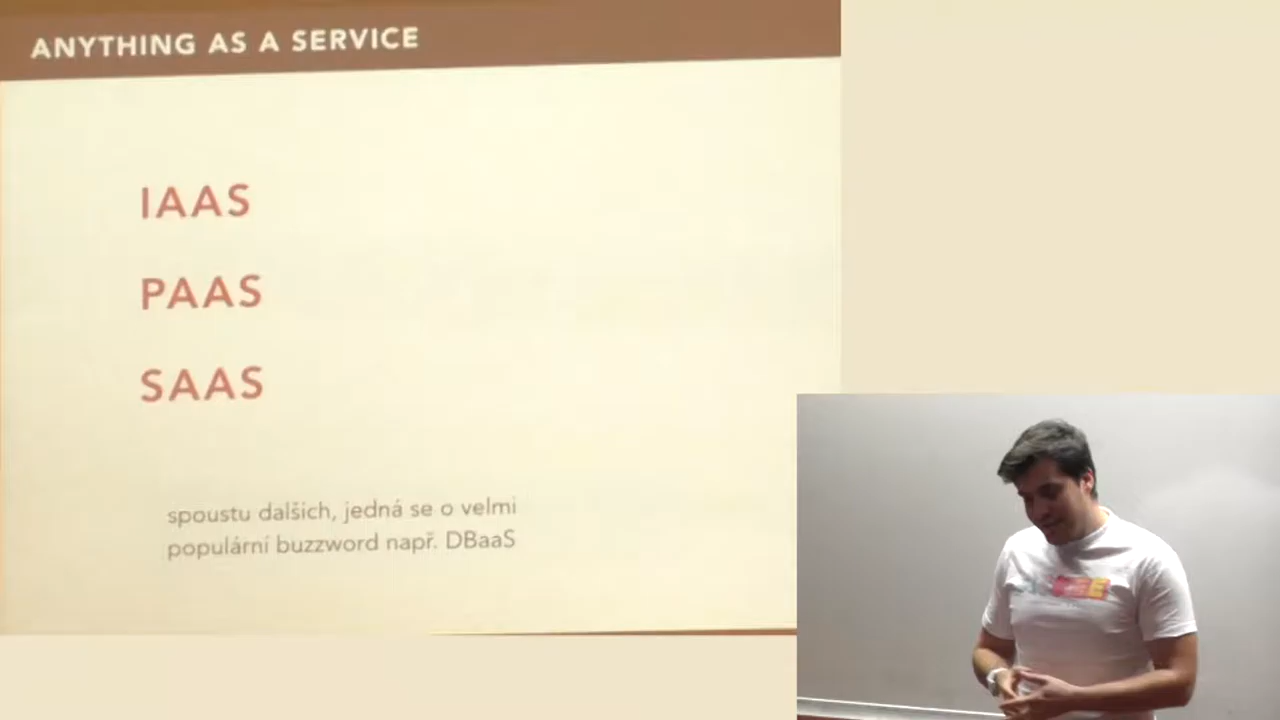 ANYTHING AS A SERVICE
IAAS
PAAS
SAAS
spoustu dalších, jedná se o velmi
populární buzzword např. DBaaS